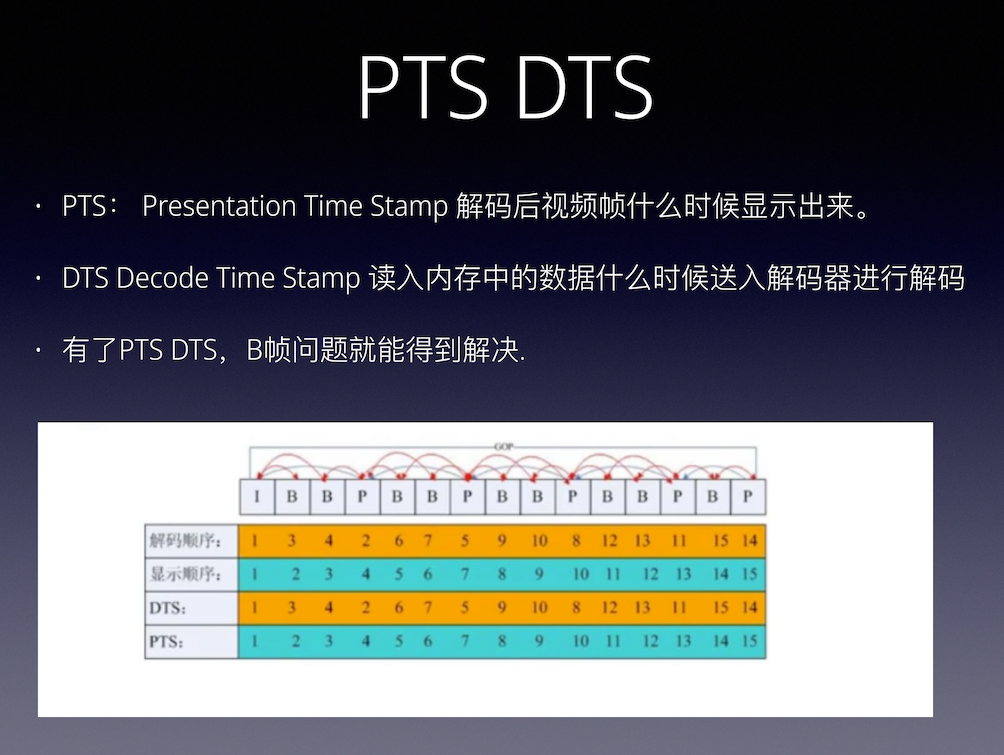 PTS DTS
• PTS： Presentation Time Stamp 解码后视频帧什么时候显示出来。
• DTS Decode Time Stamp 读入内存中的数据什么时候送入解码器进行解码
• 有了PTS DTS，B帧问题就能得到解决.
GOP
I B B P B B P B B P B B P B P
解码顺序： 1 3 4 2 6 7 5 9 10 8 12 13 11 15 14
显示顺序： 1 2 3 4 5 6 7 8 9 10 11 12 13 14 15
DTS： 1 3 4 2 6 7 5 9 10 8 12 13 11 15 14
PTS： 1 2 3 4 5 6 7 8 9 10 11 12 13 14 15